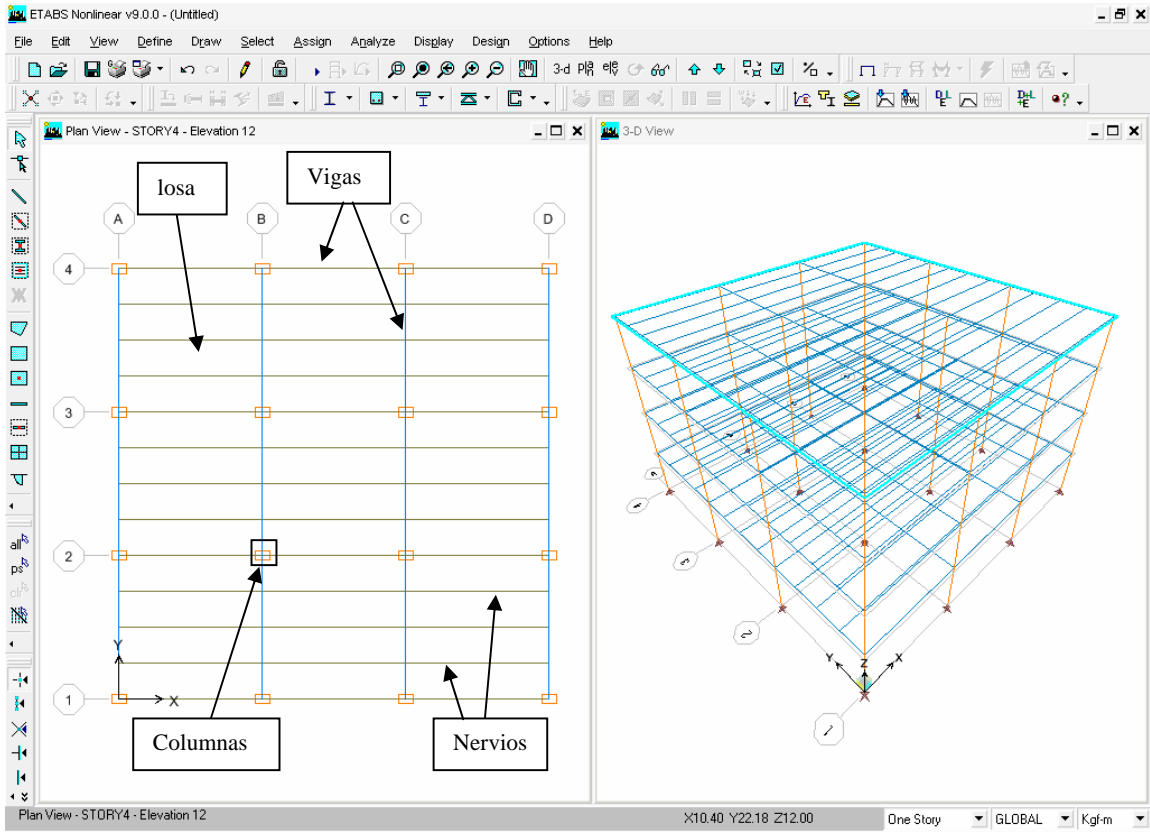 ETABS Nonlinear v9.0.0 - (Untitled)
File Edit View Define Draw Select Assign Analyze Display Design Options Help
3-d
all
ps
clr
Plan View - STORY4 - Elevation 12
3-D View
losa
Vigas
A B C D
4
3
2
1
Y
X
Columnas
Nervios
Y
Z
X
2
Plan View - STORY4 - Elevation 12
X10.40 Y22.18 Z12.00
One Story
GLOBAL
Kgf-m